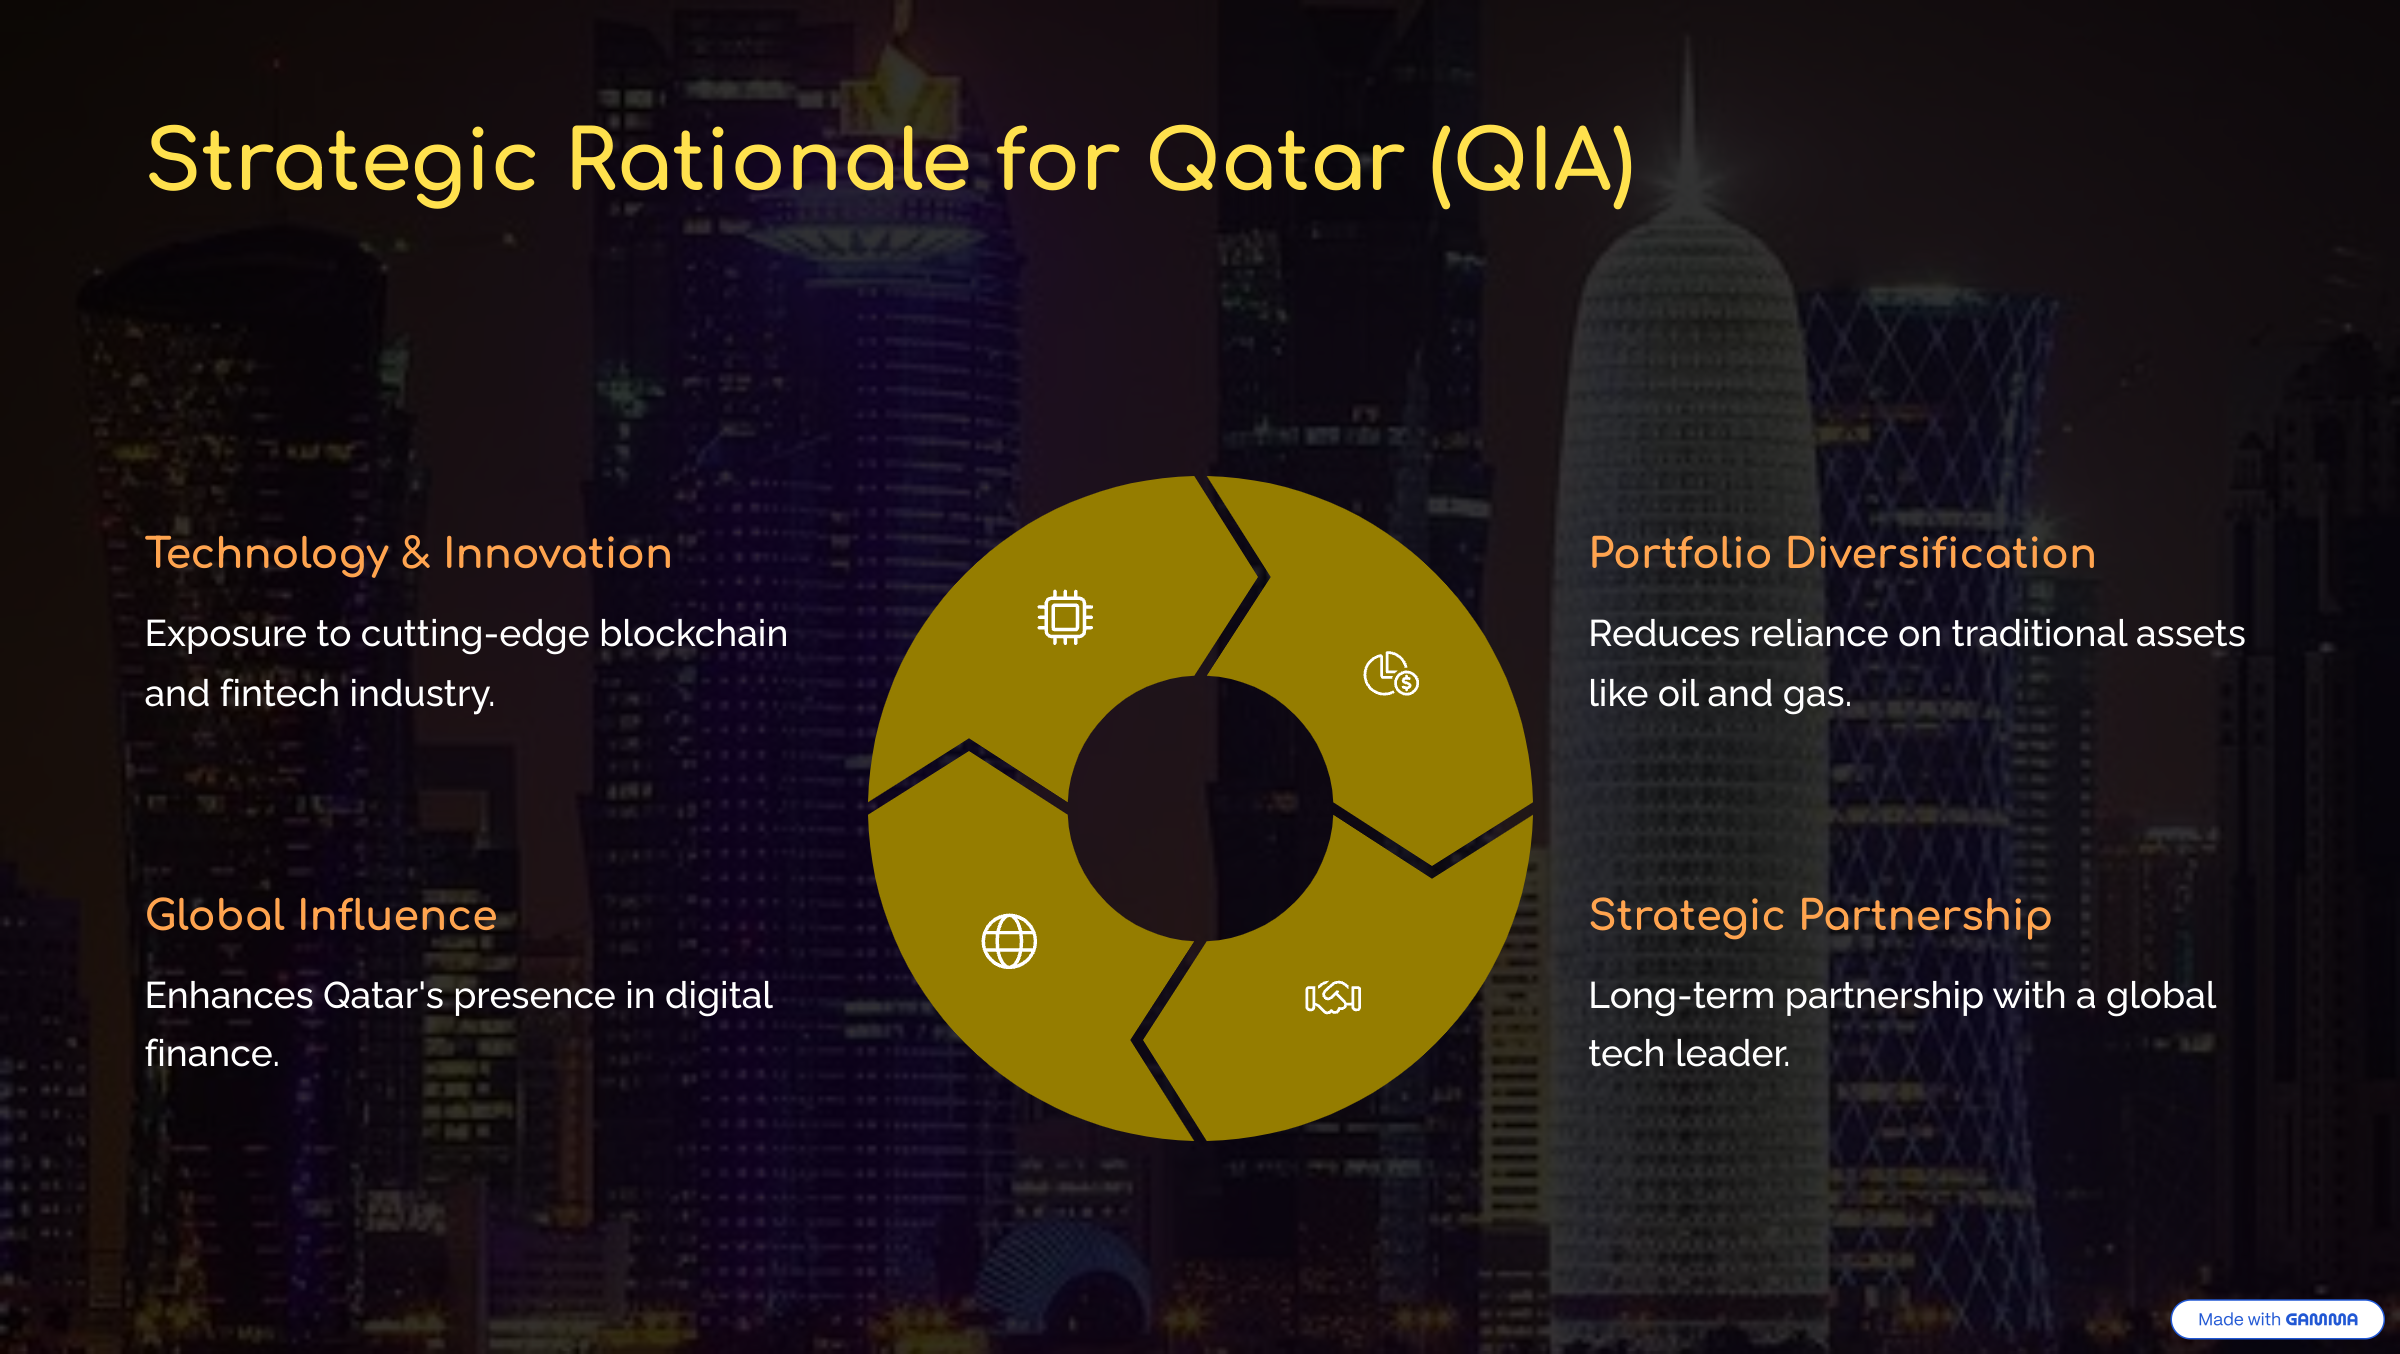 Strategic Rationale for Qatar (QIA)
Technology & Innovation
Exposure to cutting-edge blockchain
and fintech industry.
Portfolio Diversification
Reduces reliance on traditional assets
like oil and gas.
Global Influence
Enhances Qatar's presence in digital
finance.
Strategic Partnership
Long-term partnership with a global
tech leader.
$
Made with GAMMA